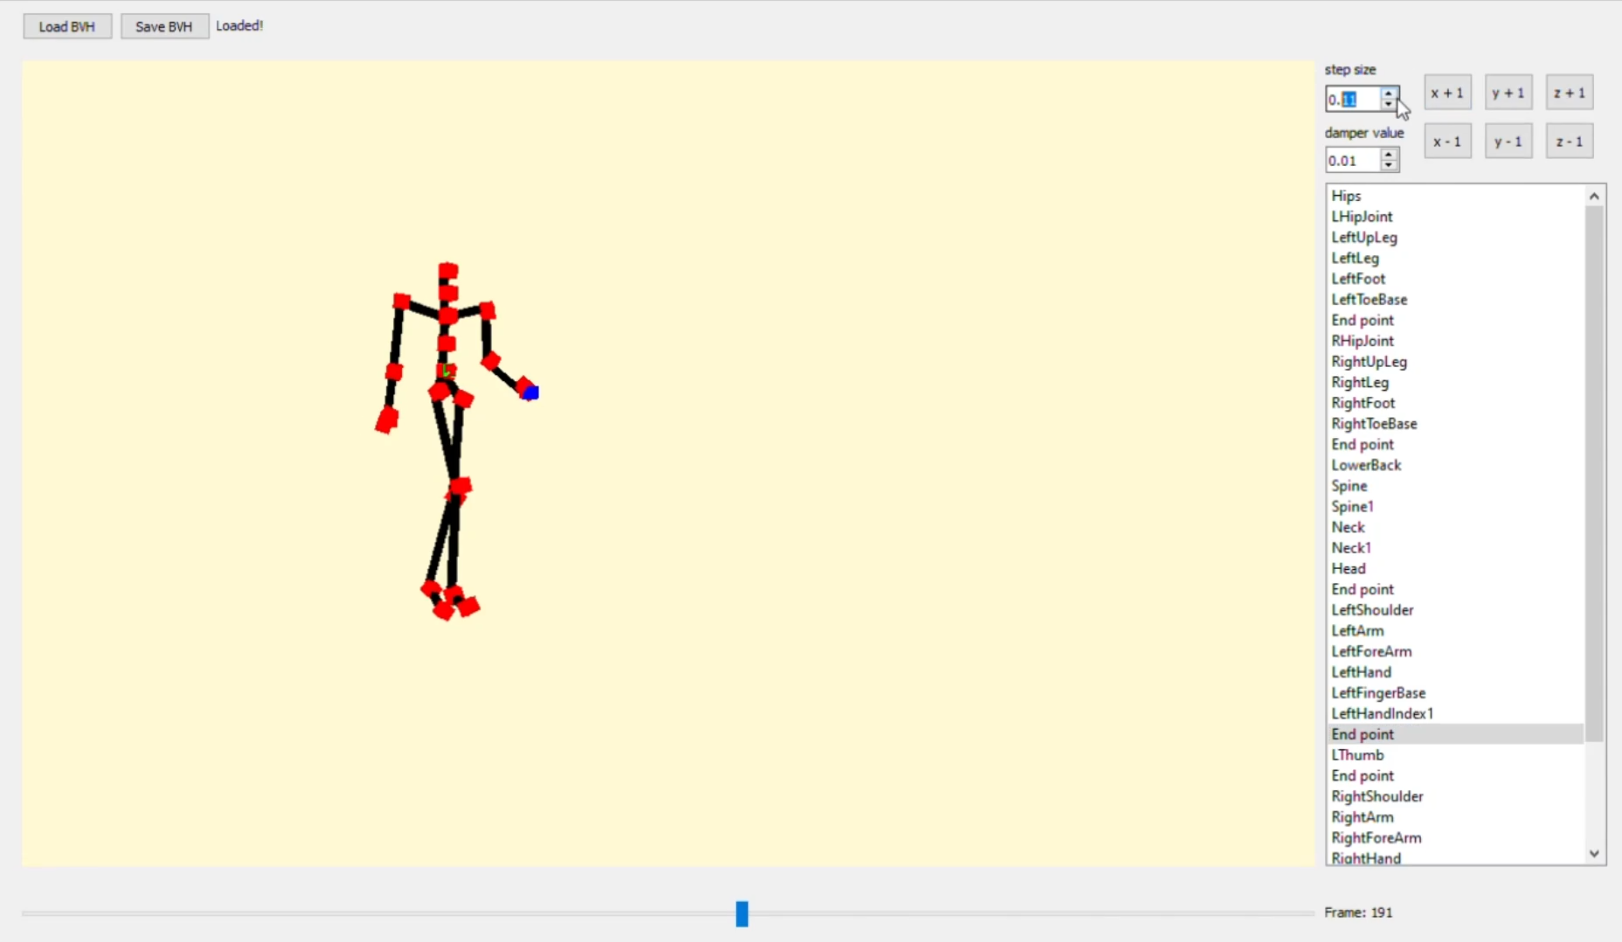 Load BVH Save BVH Loaded!
step size
0.11
x + 1 y + 1 z + 1
damper value
0.01
x - 1 y - 1 z - 1
Hips
LHipJoint
LeftUpLeg
LeftLeg
LeftFoot
LeftToeBase
End point
RHipJoint
RightUpLeg
RightLeg
RightFoot
RightToeBase
End point
LowerBack
Spine
Spine1
Neck
Neck1
Head
End point
LeftShoulder
LeftArm
LeftForeArm
LeftHand
LeftFingerBase
LeftHandIndex1
End point
LThumb
End point
RightShoulder
RightArm
RightForeArm
RightHand
Frame: 191